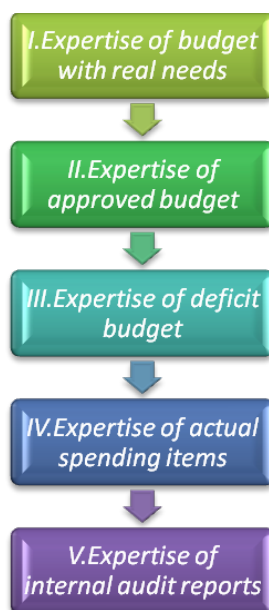 I.Expertise of budget
with real needs
II.Expertise of
approved budget
III.Expertise of deficit
budget
IV.Expertise of actual
spending items
V.Expertise of
internal audit reports